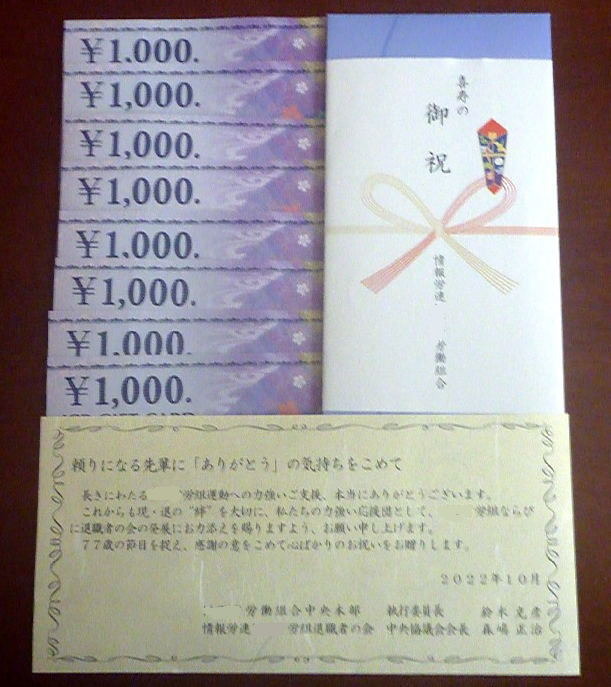 ￥1,000.
￥1,000.
￥1,000.
￥1,000.
￥1,000.
￥1,000.
￥1,000.
￥1,000.
GIFT CARD
喜寿の
御祝
情報労連
労働組合
頼りになる先輩に「ありがとう」の気持ちをこめて
長きにわたる 労組運動への力強いご支援、本当にありがとうございます。
これからも現・退の“絆”を大切に、私たちの力強い応援団として、 労組ならび
に退職者の会の発展にお力添えを賜りますよう、お願い申し上げます。
77歳の節目を捉え、感謝の意をこめて心ばかりのお祝いをお贈りします。
2022年10月
労働組合中央本部 執行委員長 鈴木克彦
情報労連 労組退職者の会 中央協議会会長 森嶋正治